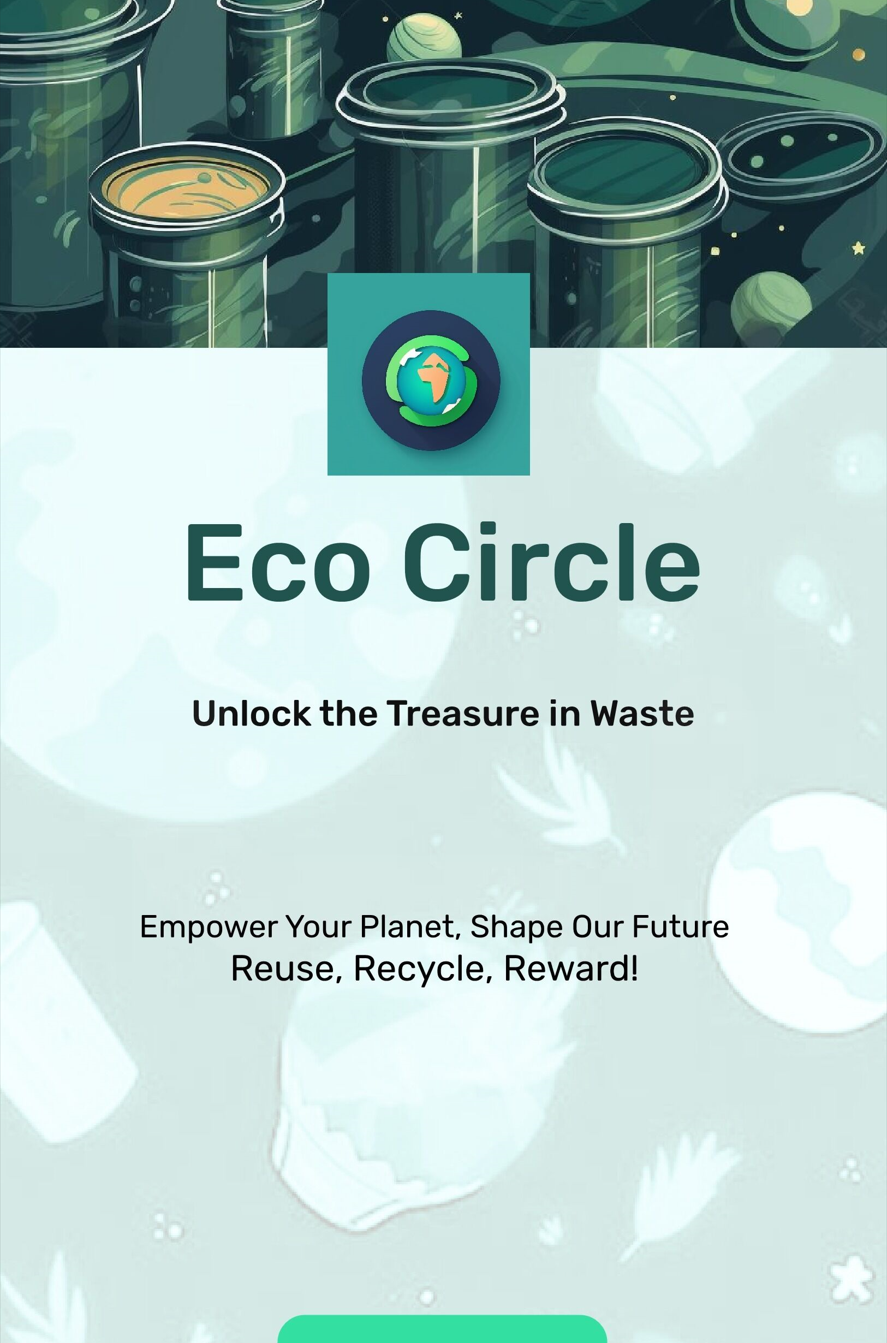 Eco Circle
Unlock the Treasure in Waste
Empower Your Planet, Shape Our Future
Reuse, Recycle, Reward!